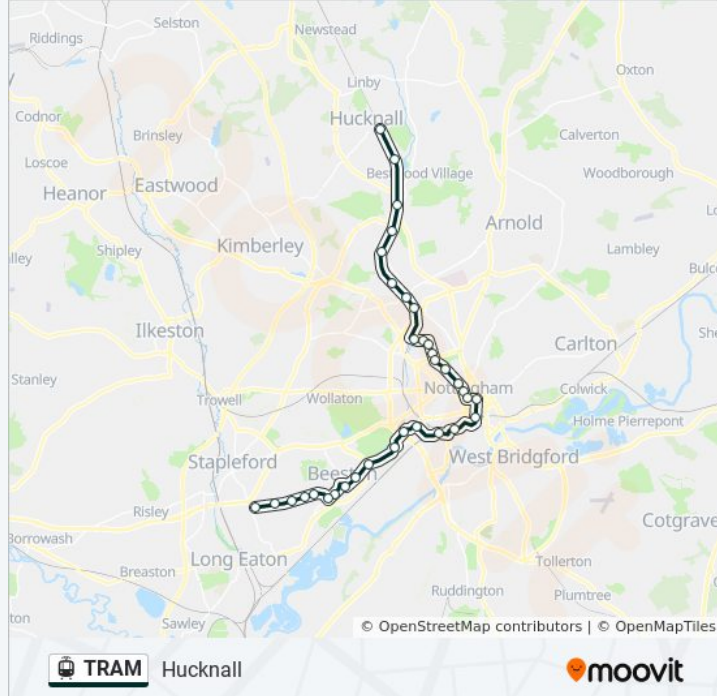 Selston
Newstead
Riddings
Linby
Oxton
Codnor
Hucknall
Brinsley
Calverton
Loscoe
Bestwood Village
Woodborough
Eastwood
Heanor
Arnold
Kimberley
Lambley
Shipley
Ilkeston
Carlton
Stanley
Nottingham
Colwick
Trowell
Wollaton
Holme Pierrepont
Stapleford
West Bridgford
Beeston
Risley
Cotgrave
Borrowash
Long Eaton
Tollerton
Breaston
Ruddington
Plumtree
Sawley
© OpenStreetMap contributors | © OpenMapTiles
TRAM Hucknall
moovit